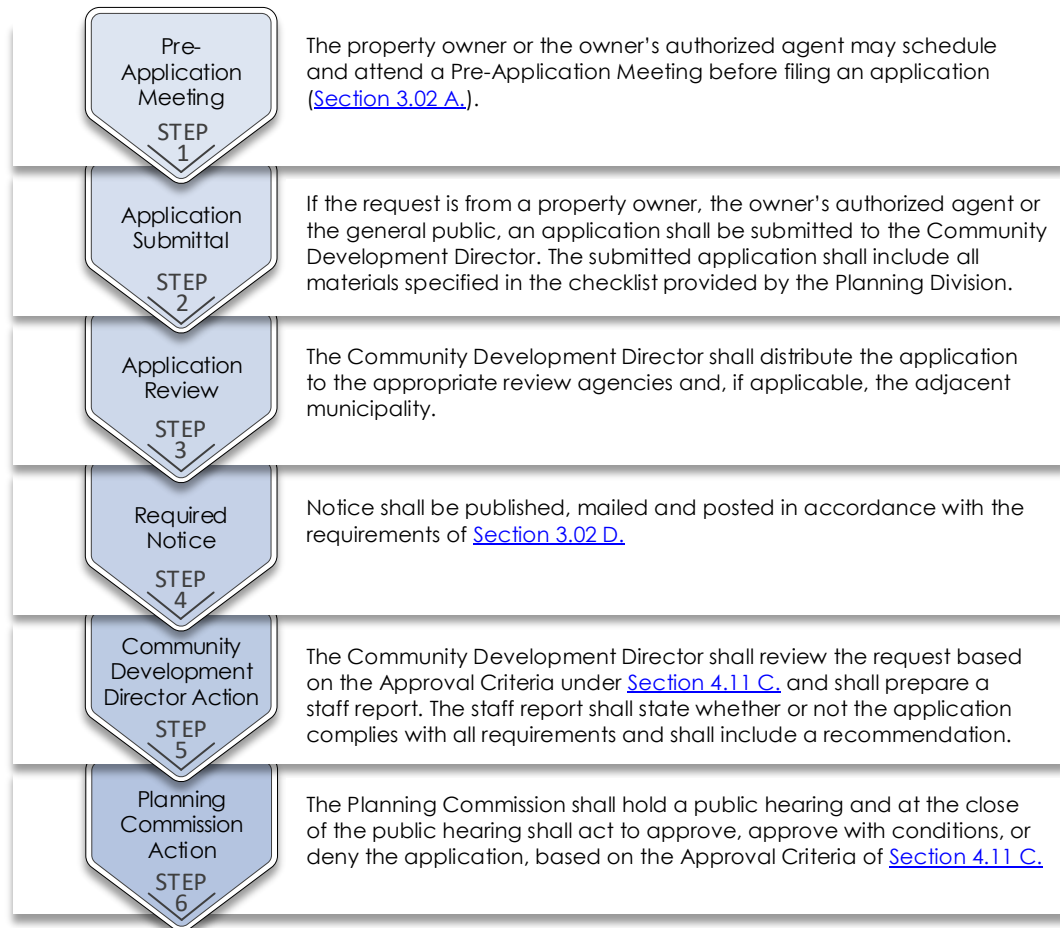 Pre-
Application
Meeting
STEP
1
The property owner or the owner’s authorized agent may schedule
and attend a Pre-Application Meeting before filing an application
(Section 3.02 A.).
Application
Submittal
STEP
2
If the request is from a property owner, the owner’s authorized agent or
the general public, an application shall be submitted to the Community
Development Director. The submitted application shall include all
materials specified in the checklist provided by the Planning Division.
Application
Review
STEP
3
The Community Development Director shall distribute the application
to the appropriate review agencies and, if applicable, the adjacent
municipality.
Required
Notice
STEP
4
Notice shall be published, mailed and posted in accordance with the
requirements of Section 3.02 D.
Community
Development
Director Action
STEP
5
The Community Development Director shall review the request based
on the Approval Criteria under Section 4.11 C. and shall prepare a
staff report. The staff report shall state whether or not the application
complies with all requirements and shall include a recommendation.
Planning
Commission
Action
STEP
6
The Planning Commission shall hold a public hearing and at the close
of the public hearing shall act to approve, approve with conditions, or
deny the application, based on the Approval Criteria of Section 4.11 C.